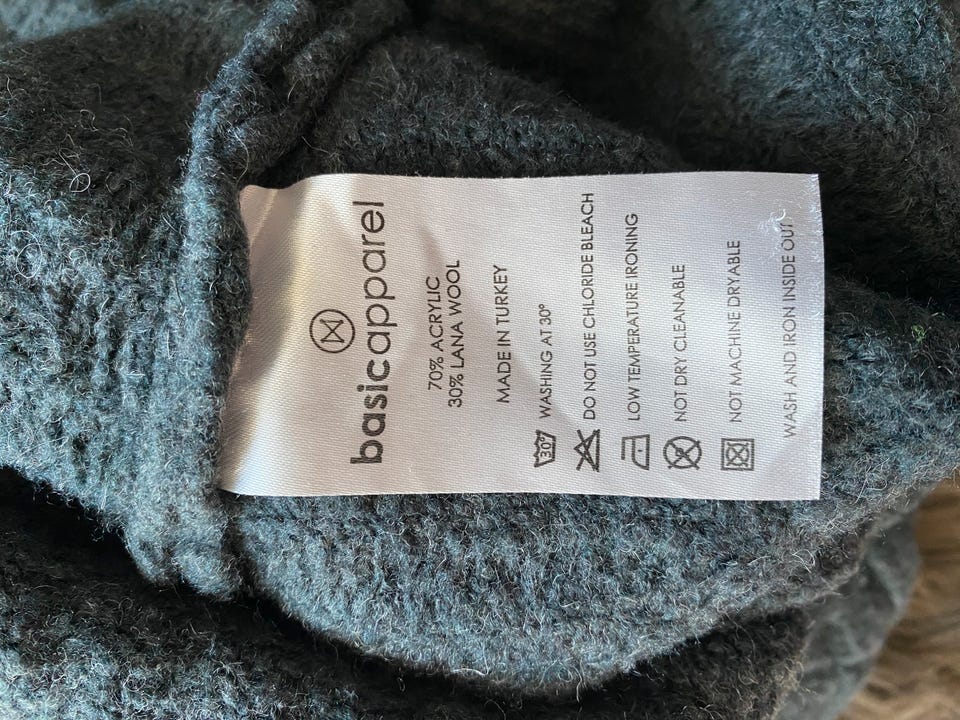 basicapparel
70% ACRYLIC
30% LANA WOOL
MADE IN TURKEY
30° WASHING AT 30°
DO NOT USE CHLORIDE BLEACH
LOW TEMPERATURE IRONING
NOT DRY CLEANABLE
NOT MACHINE DRYABLE
WASH AND IRON INSIDE OUT